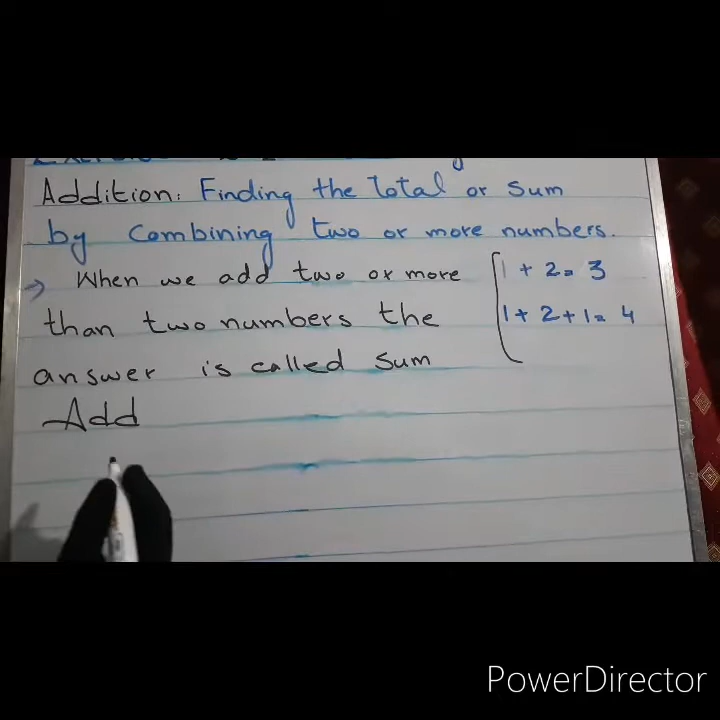 Addition: Finding the Total or sum
by Combining two or more numbers.
→ When we add two or more
than two numbers the
answer is called sum
1 + 2 = 3
1 + 2 + 1 = 4
Add
PowerDirector